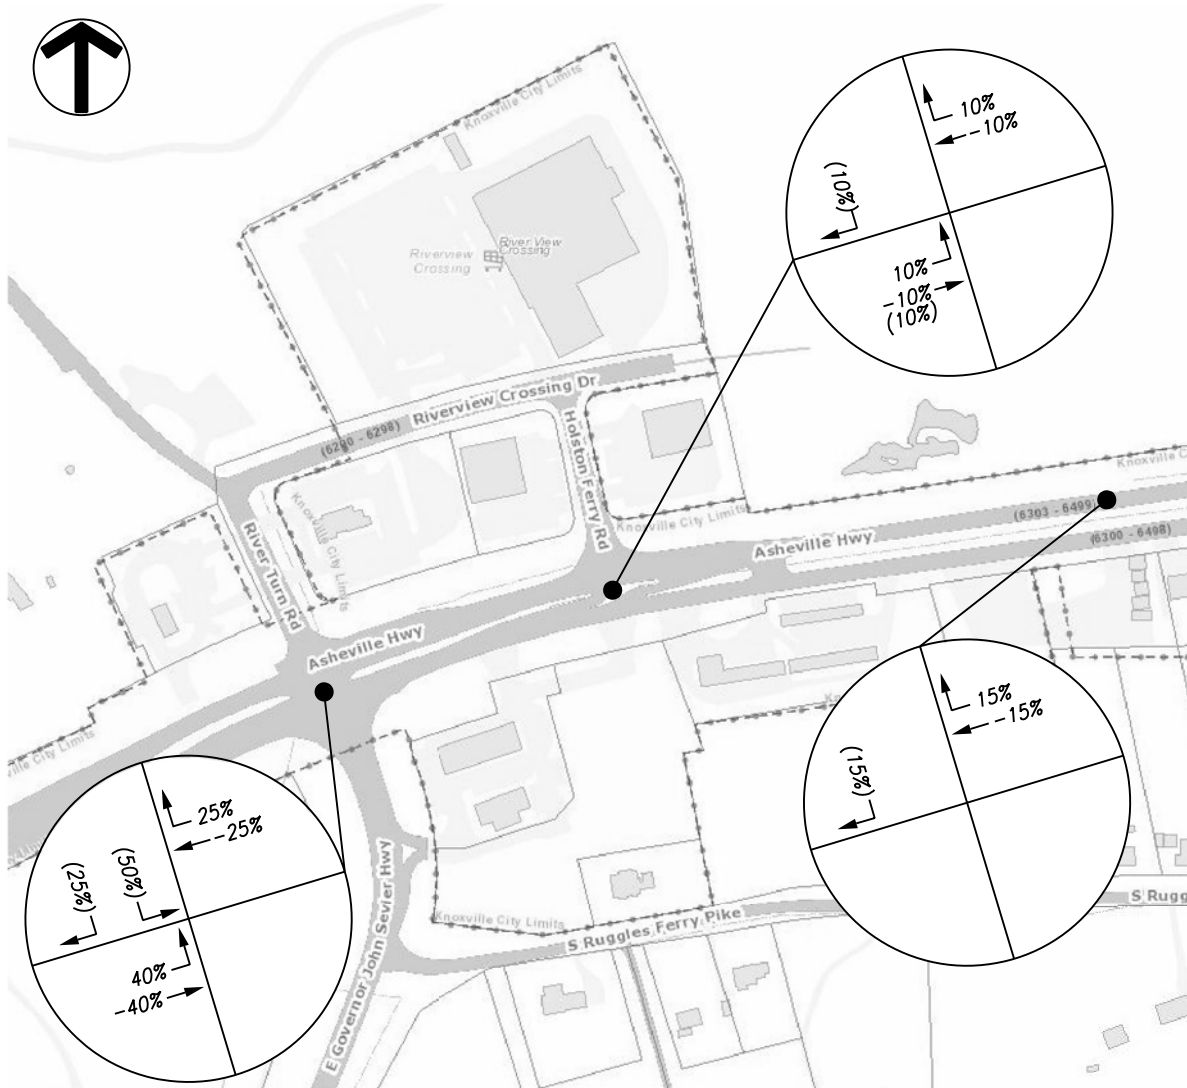 Knoxville City Limits
10%
-10%
(10%)
10%
-10%
(10%)
River View
Crossing
Riverview
Crossing
Riverview Crossing Dr
(6290 - 6298)
Holston Ferry Rd
Knoxville City Limits
Knoxville City Limits
Knoxville City Limits
Knoxville C
(6303 - 6499)
Asheville Hwy
(6300 - 6498)
River Turn Rd
Asheville Hwy
15%
-15%
(15%)
ville City Limits
25%
-25%
(50%)
(25%)
40%
-40%
E Governor John Sevier Hwy
Knoxville City Limits
S Ruggles Ferry Pike
S Rugg